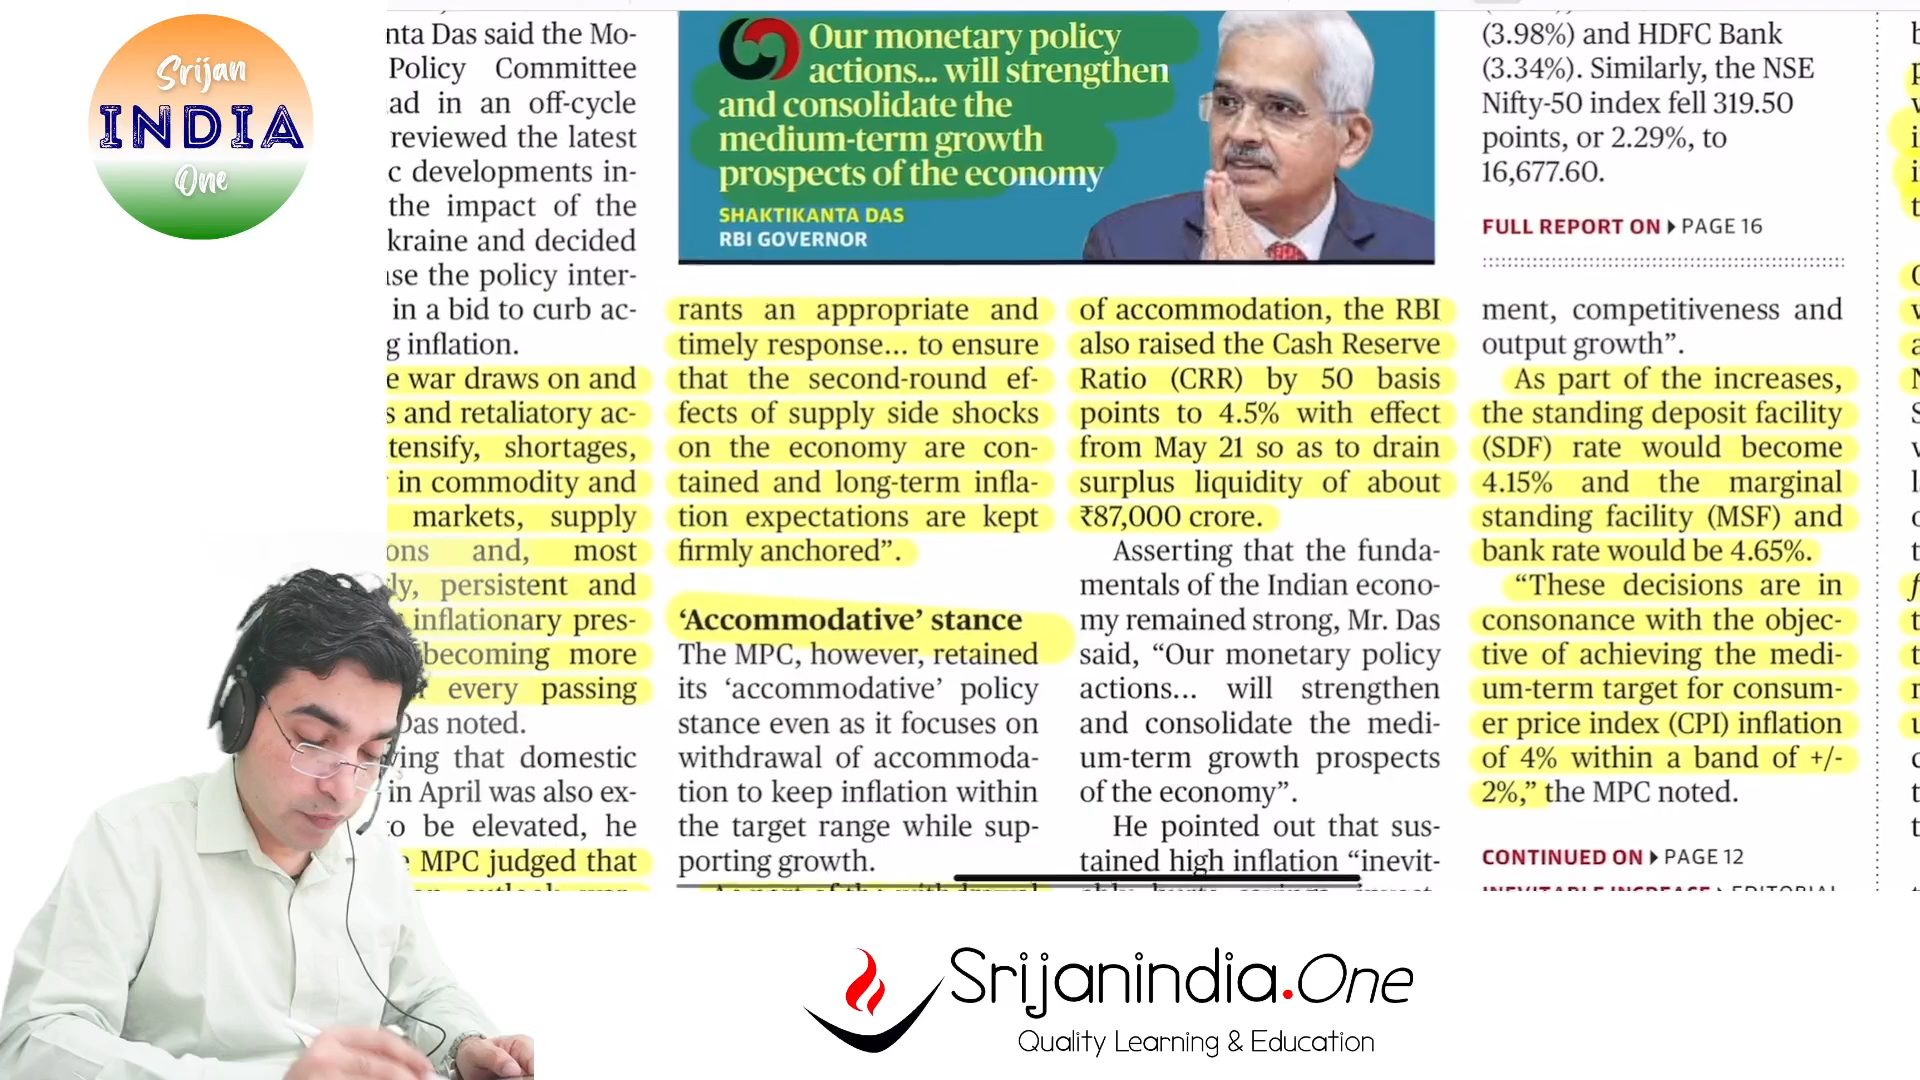 Srijan
INDIA
One
nta Das said the Mo-
Policy Committee
ad in an off-cycle
reviewed the latest
c developments in-
the impact of the
kraine and decided
se the policy inter-
in a bid to curb ac-
g inflation.
e war draws on and
s and retaliatory ac-
tensify, shortages,
in commodity and
markets, supply
ons and, most
ly, persistent and
inflationary pres-
becoming more
every passing
Das noted.
ying that domestic
in April was also ex-
to be elevated, he
e MPC judged that
Our monetary policy
actions... will strengthen
and consolidate the
medium-term growth
prospects of the economy
SHAKTIKANTA DAS
RBI GOVERNOR
rants an appropriate and
timely response... to ensure
that the second-round ef-
fects of supply side shocks
on the economy are con-
tained and long-term infla-
tion expectations are kept
firmly anchored”.
‘Accommodative’ stance
The MPC, however, retained
its ‘accommodative’ policy
stance even as it focuses on
withdrawal of accommoda-
tion to keep inflation within
the target range while sup-
porting growth.
As part of the withdrawal
of accommodation, the RBI
also raised the Cash Reserve
Ratio (CRR) by 50 basis
points to 4.5% with effect
from May 21 so as to drain
surplus liquidity of about
₹87,000 crore.
Asserting that the funda-
mentals of the Indian econo-
my remained strong, Mr. Das
said, “Our monetary policy
actions... will strengthen
and consolidate the medi-
um-term growth prospects
of the economy”.
He pointed out that sus-
tained high inflation “inevit-
(3.98%) and HDFC Bank
(3.34%). Similarly, the NSE
Nifty-50 index fell 319.50
points, or 2.29%, to
16,677.60.
FULL REPORT ON PAGE 16
ment, competitiveness and
output growth”.
As part of the increases,
the standing deposit facility
(SDF) rate would become
4.15% and the marginal
standing facility (MSF) and
bank rate would be 4.65%.
“These decisions are in
consonance with the objec-
tive of achieving the medi-
um-term target for consum-
er price index (CPI) inflation
of 4% within a band of +/-
2%,” the MPC noted.
CONTINUED ON PAGE 12
INEVITABLE INCREASE EDITORIAL
Srijanindia.One
Quality Learning & Education